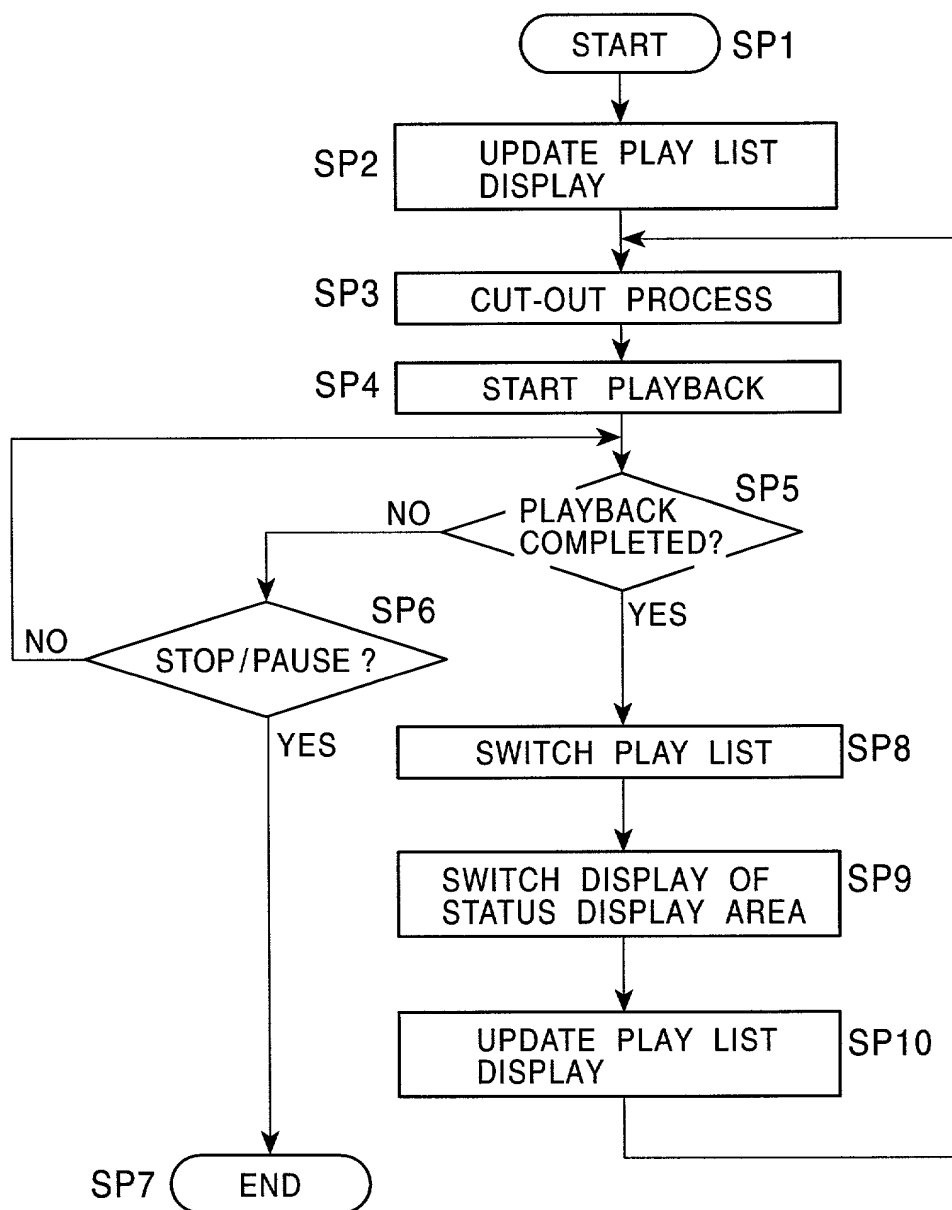 START SP1
SP2 UPDATE PLAY LIST
DISPLAY
SP3 CUT-OUT PROCESS
SP4 START PLAYBACK
SP5
NO PLAYBACK
COMPLETED?
YES
SP6
NO STOP/PAUSE ?
YES
SWITCH PLAY LIST SP8
SWITCH DISPLAY OF SP9
STATUS DISPLAY AREA
UPDATE PLAY LIST SP10
DISPLAY
SP7 END